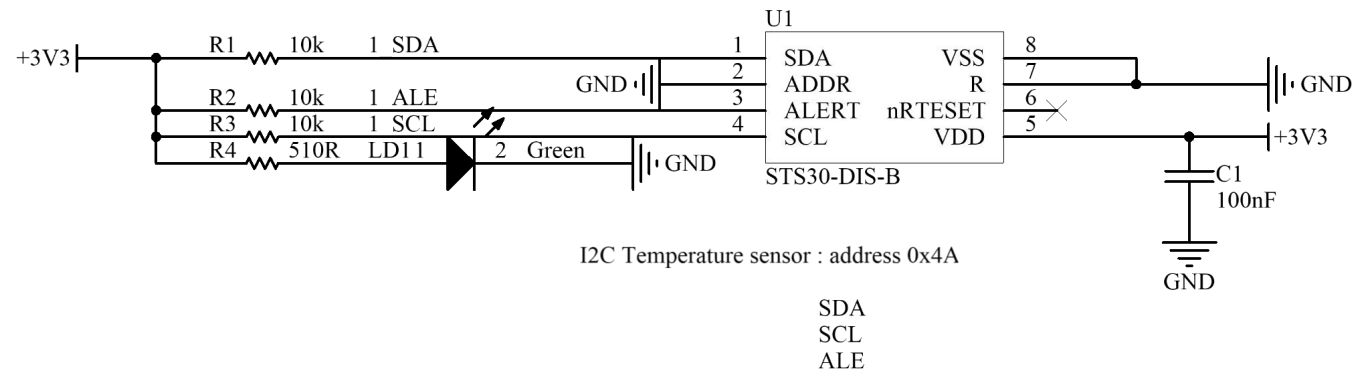 U1
+3V3
R1 10k 1 SDA
1 SDA VSS 8
GND 2 ADDR R 7 GND
R2 10k 1 ALE 3 ALERT nRTESET 6
R3 10k 1 SCL 4 SCL VDD 5 +3V3
R4 510R LD11 2 Green GND
STS30-DIS-B
C1
100nF
I2C Temperature sensor : address 0x4A
GND
SDA
SCL
ALE